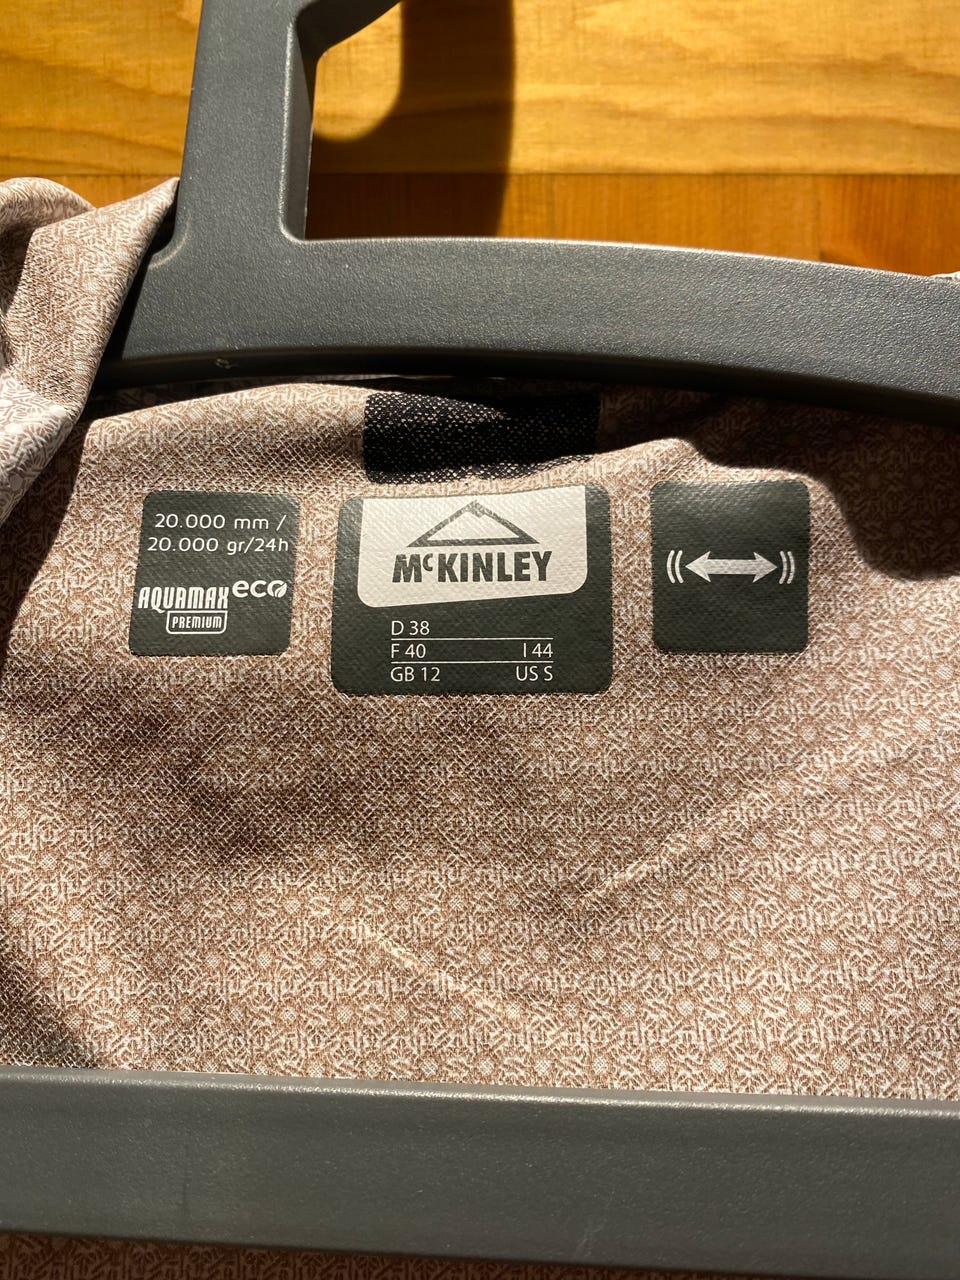 20.000 mm /
20.000 gr/24h
AQUAMAX eco
PREMIUM
McKINLEY
D 38
F 40 I 44
GB 12 US S